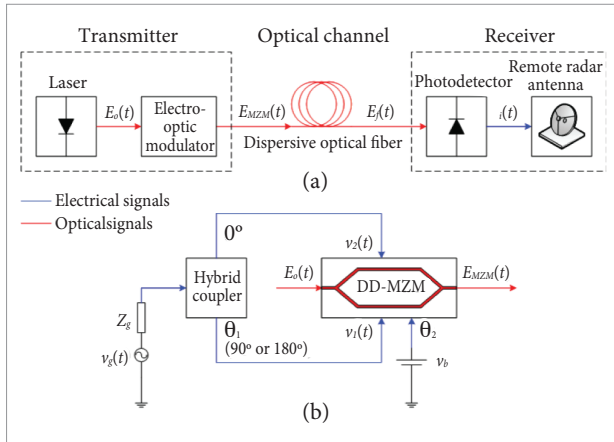 Transmitter
Optical channel
Receiver
Laser
Eo(t)
Electro-
optic
modulator
EMZM(t)
Ef(t)
Dispersive optical fiber
Photodetector
i(t)
Remote radar
antenna
(a)
Electrical signals
Opticalsignals
0º
v2(t)
Hybrid
coupler
Eo(t)
DD-MZM
EMZM(t)
Zg
θ1
(90º or 180º)
v1(t)
θ2
vg(t)
vb
(b)